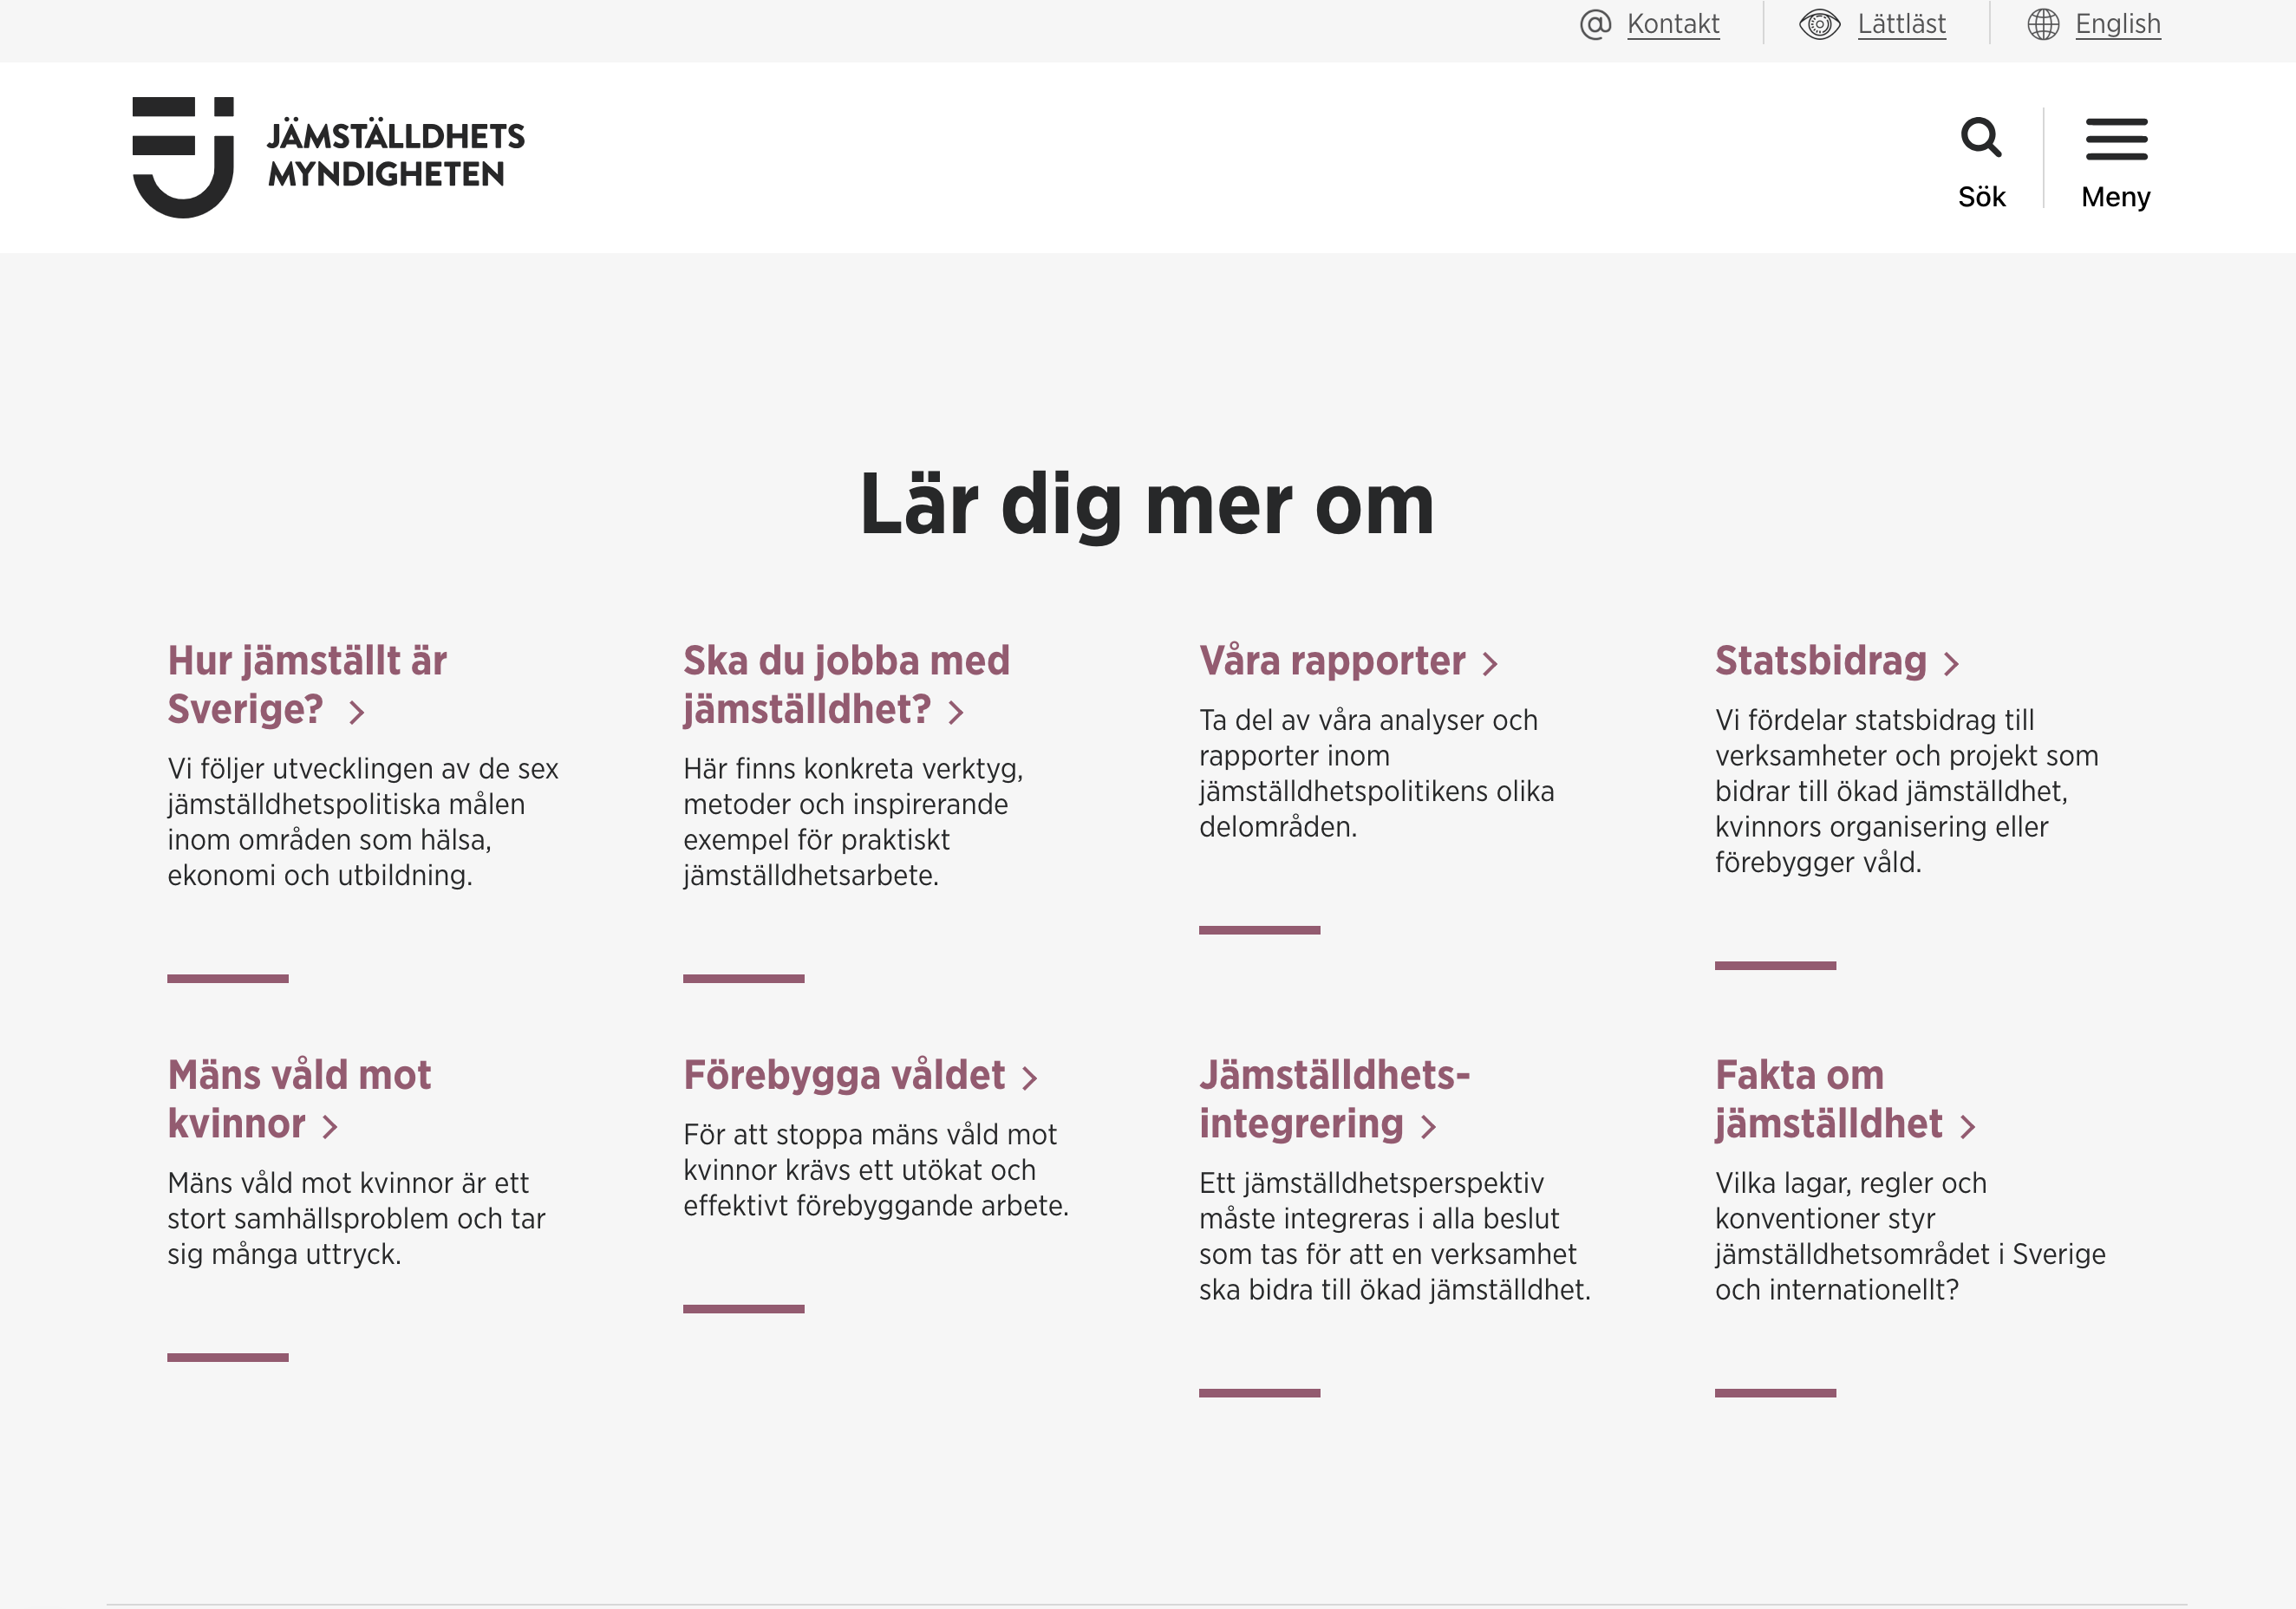 Kontakt
Lättläst
English
JÄMSTÄLLDHETS
MYNDIGHETEN
Sök
Meny
Lär dig mer om
Hur jämställt är
Sverige?
Vi följer utvecklingen av de sex
jämställdhetspolitiska målen
inom områden som hälsa,
ekonomi och utbildning.
Ska du jobba med
jämställdhet?
Här finns konkreta verktyg,
metoder och inspirerande
exempel för praktiskt
jämställdhetsarbete.
Våra rapporter
Ta del av våra analyser och
rapporter inom
jämställdhetspolitikens olika
delområden.
Statsbidrag
Vi fördelar statsbidrag till
verksamheter och projekt som
bidrar till ökad jämställdhet,
kvinnors organisering eller
förebygger våld.
Mäns våld mot
kvinnor
Mäns våld mot kvinnor är ett
stort samhällsproblem och tar
sig många uttryck.
Förebygga våldet
För att stoppa mäns våld mot
kvinnor krävs ett utökat och
effektivt förebyggande arbete.
Jämställdhets-
integrering
Ett jämställdhetsperspektiv
måste integreras i alla beslut
som tas för att en verksamhet
ska bidra till ökad jämställdhet.
Fakta om
jämställdhet
Vilka lagar, regler och
konventioner styr
jämställdhetsområdet i Sverige
och internationellt?